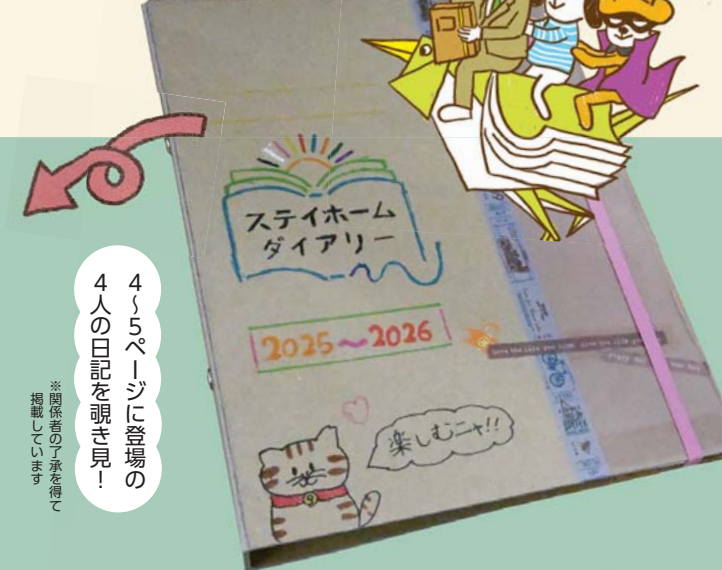 ステイホーム
ダイアリー
2025～2026
楽しむニャ!!
4～5ページに登場の
4人の日記を覗き見！
※関係者の了承を得て
掲載しています